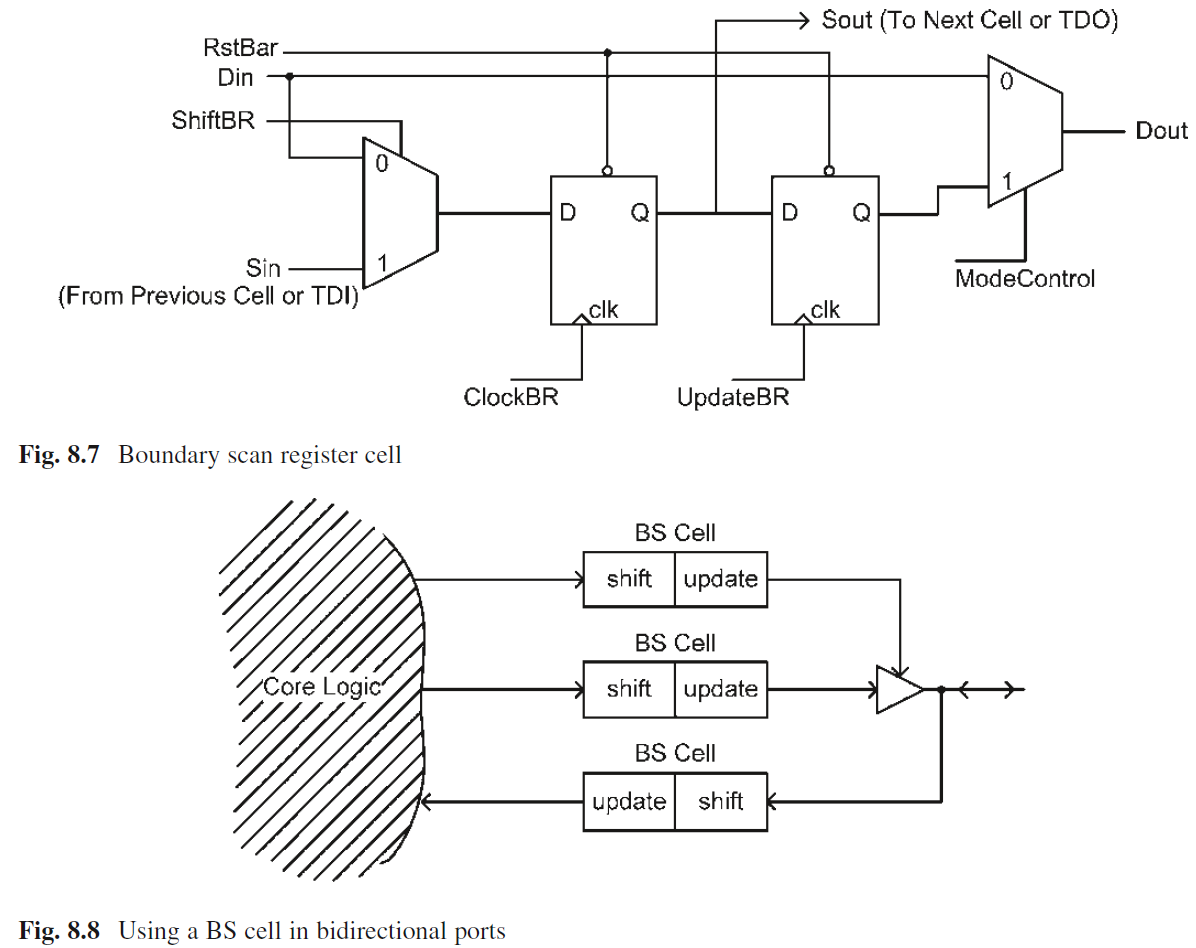 Sout (To Next Cell or TDO)
RstBar
Din
0
ShiftBR
Dout
0
1
D
Q
D
Q
Sin
1
ModeControl
(From Previous Cell or TDI)
clk
clk
ClockBR
UpdateBR
Fig. 8.7 Boundary scan register cell
BS Cell
shift
update
BS Cell
Core Logic
shift
update
BS Cell
update
shift
Fig. 8.8 Using a BS cell in bidirectional ports